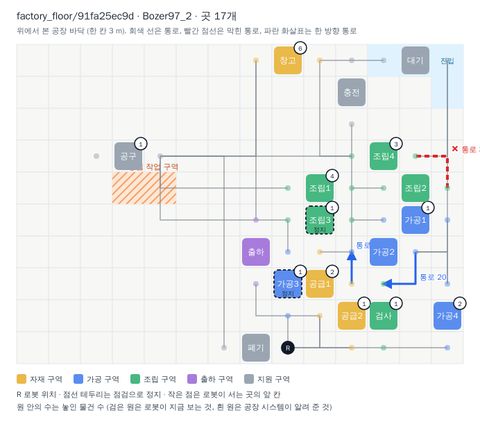 factory_floor/91fa25ec9d · Bozer97_2 · 곳 17개
위에서 본 공장 바닥 (한 칸 3 m). 회색 선은 통로, 빨간 점선은 막힌 통로, 파란 화살표는 한 방향 통로
창고 6
대기
진입
충전
공구 1
작업 구역
조립4 3
통로
조립1 4
조립2
조립3 1
정지
가공1 1
출하
통로
가공2
가공3 1
정지
공급1 2
통로 20
공급2 1
검사 1
가공4 2
폐기
R
자재 구역
가공 구역
조립 구역
출하 구역
지원 구역
R 로봇 위치 · 점선 테두리는 점검으로 정지 · 작은 점은 로봇이 서는 곳의 앞 칸
원 안의 수는 놓인 물건 수 (검은 원은 로봇이 지금 보는 것, 흰 원은 공장 시스템이 알려 준 것)